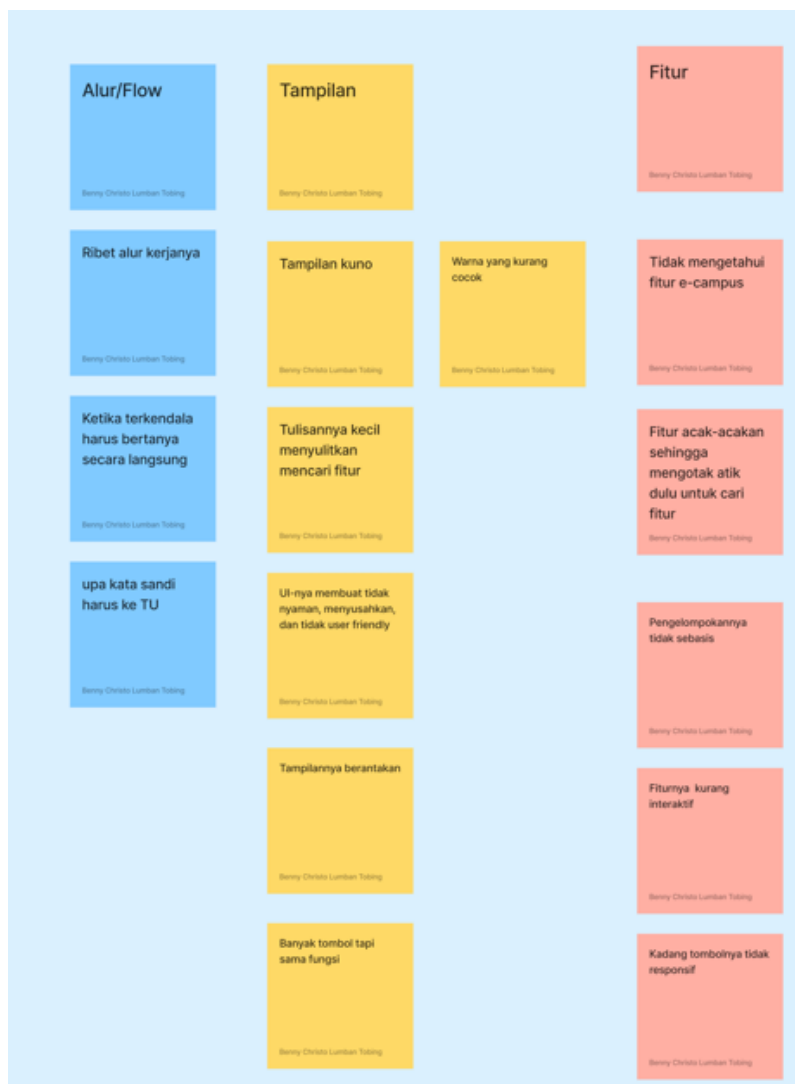 Alur/Flow
Benny Christo Lumban Tobing
Ribet alur kerjanya
Benny Christo Lumban Tobing
Ketika terkendala
harus bertanya
secara langsung
Benny Christo Lumban Tobing
upa kata sandi
harus ke TU
Benny Christo Lumban Tobing
Tampilan
Benny Christo Lumban Tobing
Tampilan kuno
Benny Christo Lumban Tobing
Warna yang kurang
cocok
Benny Christo Lumban Tobing
Tulisannya kecil
menyulitkan
mencari fitur
Benny Christo Lumban Tobing
UI-nya membuat tidak
nyaman, menyusahkan,
dan tidak user friendly
Benny Christo Lumban Tobing
Tampilannya berantakan
Benny Christo Lumban Tobing
Banyak tombol tapi
sama fungsi
Benny Christo Lumban Tobing
Fitur
Benny Christo Lumban Tobing
Tidak mengetahui
fitur e-campus
Benny Christo Lumban Tobing
Fitur acak-acakan
sehingga
mengotak atik
dulu untuk cari
fitur
Benny Christo Lumban Tobing
Pengelompokannya
tidak sebasis
Benny Christo Lumban Tobing
Fiturnya kurang
interaktif
Benny Christo Lumban Tobing
Kadang tombolnya tidak
responsif
Benny Christo Lumban Tobing